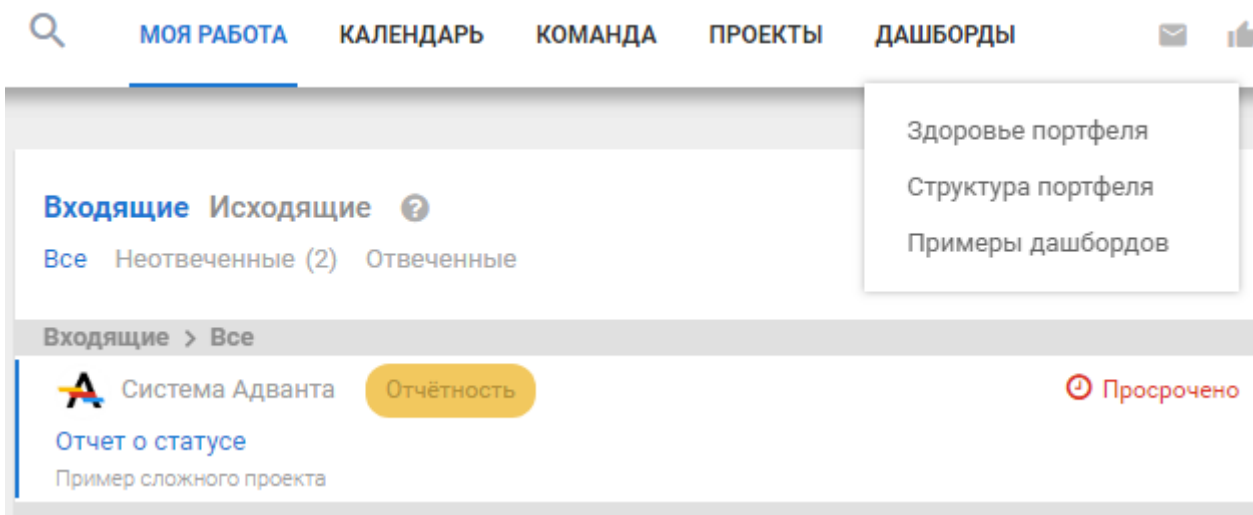 МОЯ РАБОТА КАЛЕНДАРЬ КОМАНДА ПРОЕКТЫ ДАШБОРДЫ
Здоровье портфеля
Структура портфеля
Примеры дашбордов
Входящие Исходящие ?
Все Неотвеченные (2) Отвеченные
Входящие > Все
Система Адванта Отчётность Просрочено
Отчет о статусе
Пример сложного проекта